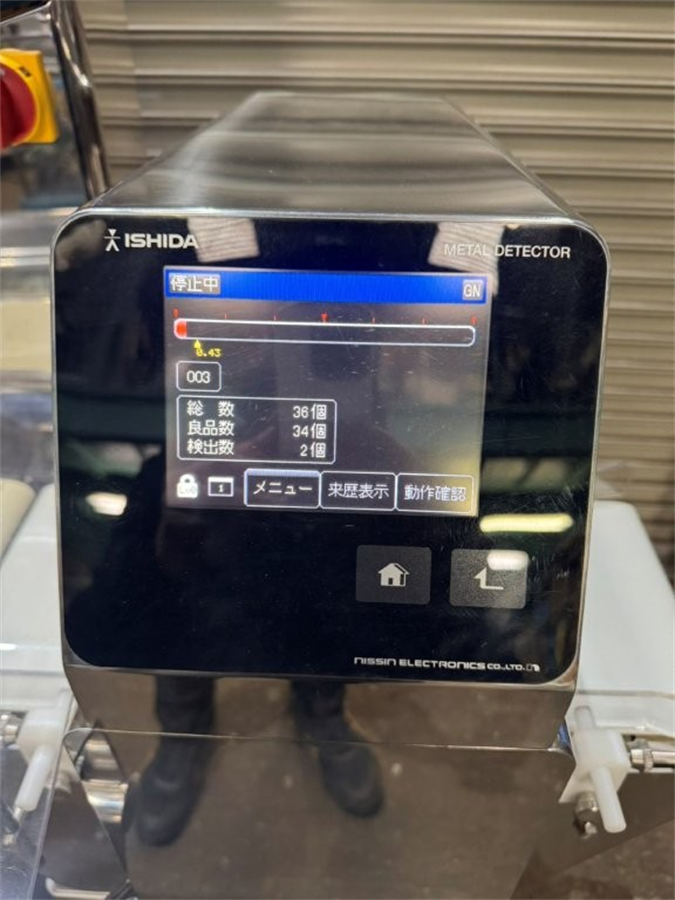 ISHIDA
METAL DETECTOR
停止中 GN
0.43
003
総 数 36個
良品数 34個
検出数 2個
1 メニュー 来歴表示 動作確認
NISSIN ELECTRONICS CO.,LTD.